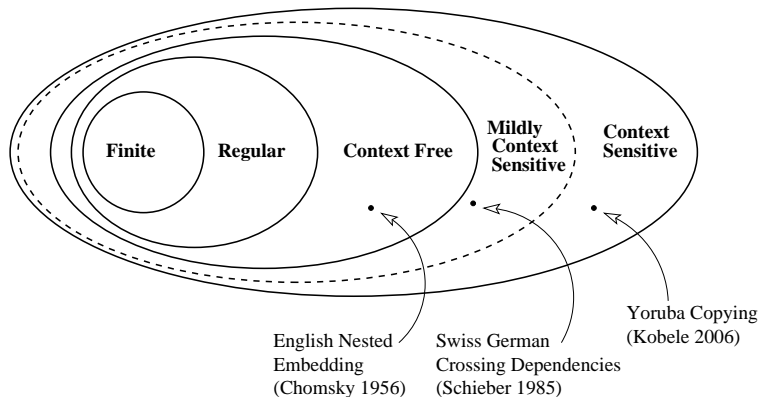 Finite
Regular
Context Free
Mildly
Context
Sensitive
Context
Sensitive
English Nested
Embedding
(Chomsky 1956)
Swiss German
Crossing Dependencies
(Schieber 1985)
Yoruba Copying
(Kobele 2006)